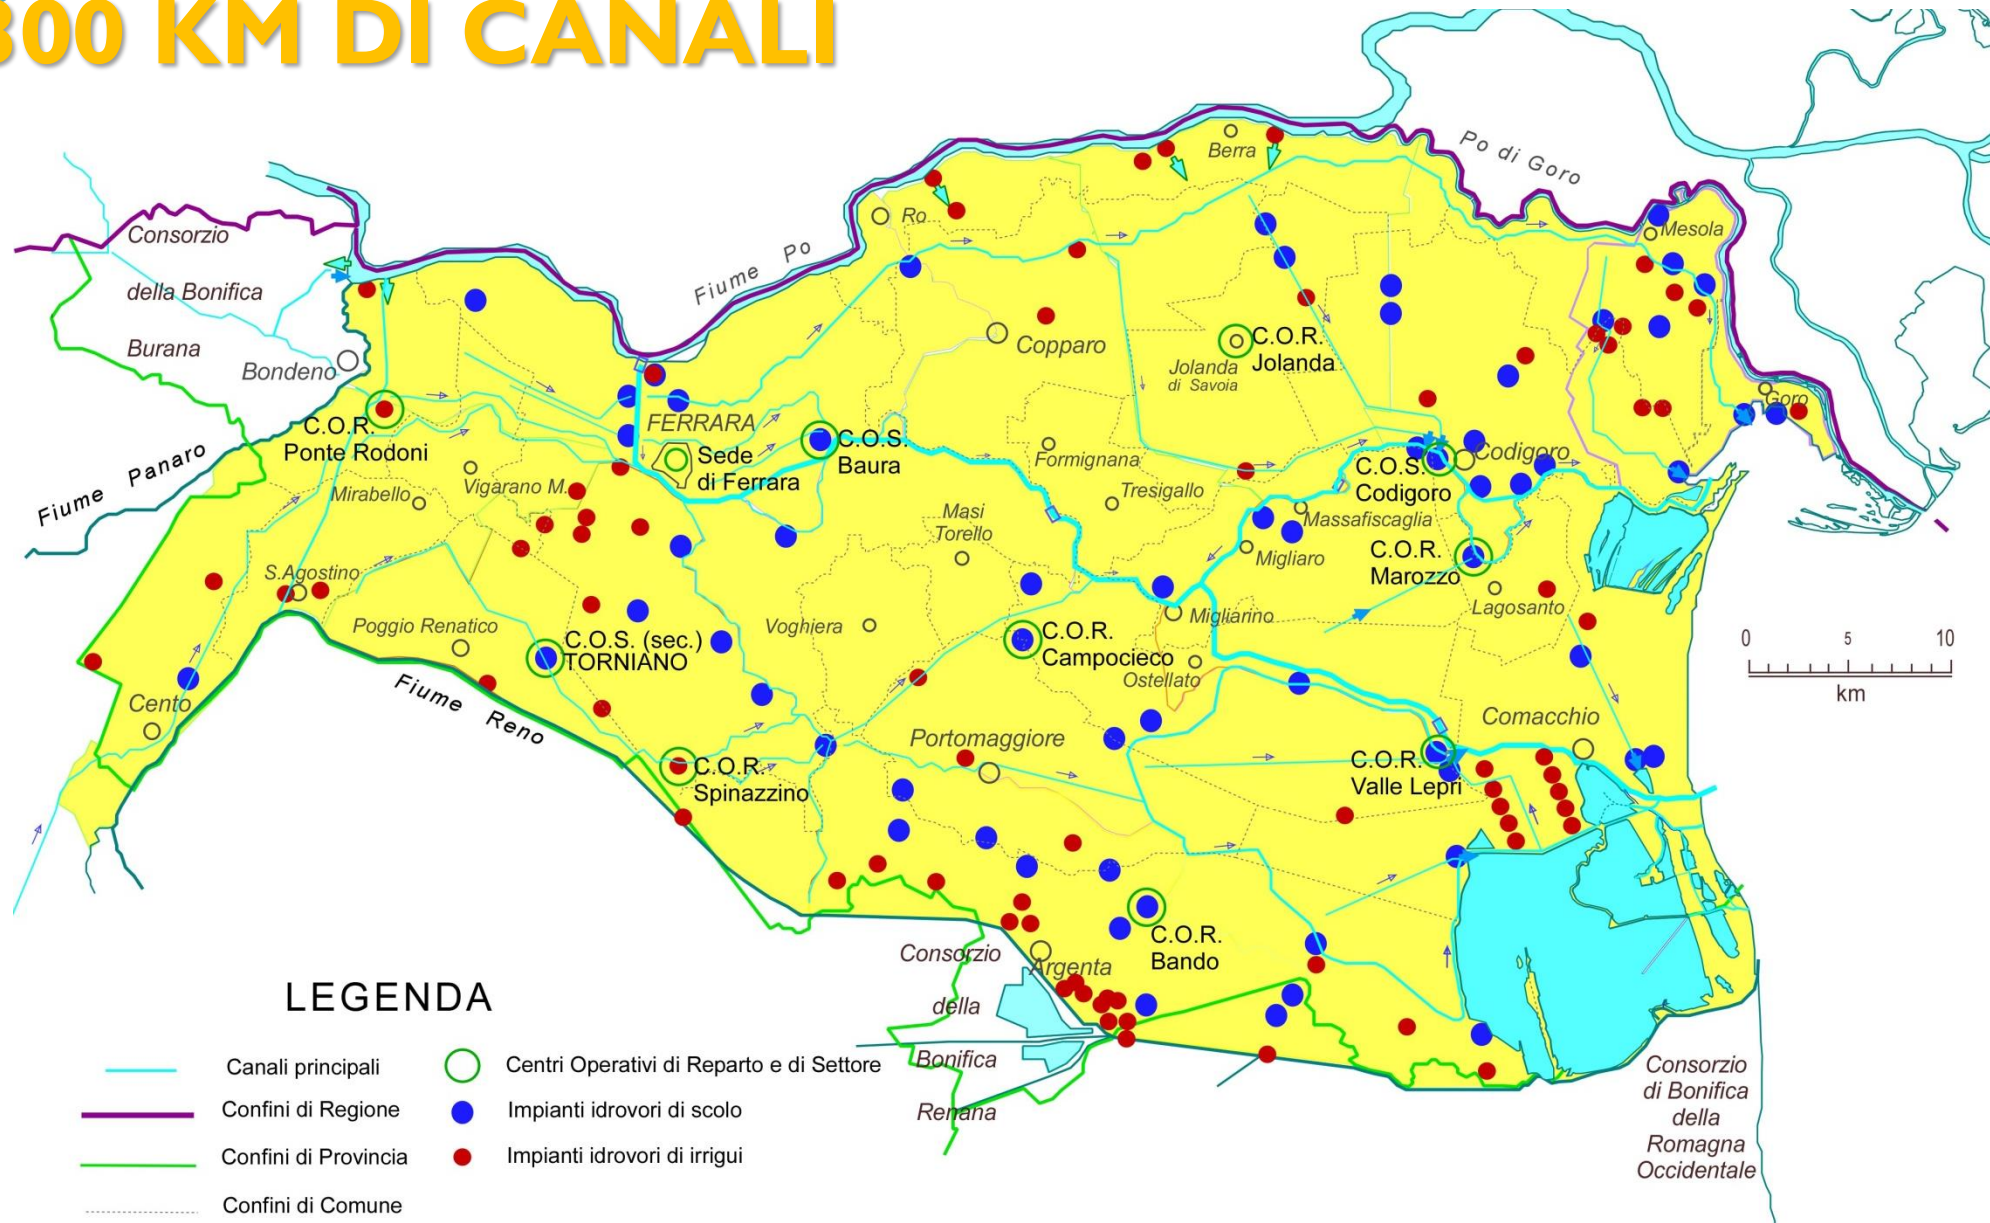 300 KM DI CANALI
Po di Goro
Berra
Ro
Mesola
Consorzio
della Bonifica
Burana
Fiume Po
Bondeno
Copparo
C.O.R.
Jolanda
Jolanda
di Savoia
Goro
FERRARA
C.O.R.
Ponte Rodoni
Sede
di Ferrara
C.O.S.
Baura
Formignana
Codigoro
C.O.S.
Codigoro
Fiume Panaro
Mirabello
Vigarano M.
Tresigallo
Masi
Torello
Massafiscaglia
Migliaro
C.O.R.
Marozzo
S.Agostino
Lagosanto
Poggio Renatico
Voghiera
Migliarino
C.O.S. (sec.)
TORNIANO
C.O.R.
Campocieco
Ostellato
0 5 10
km
Cento
Fiume Reno
Comacchio
Portomaggiore
C.O.R.
Valle Lepri
C.O.R.
Spinazzino
C.O.R.
Bando
Argenta
Consorzio
della
Bonifica
Renana
Consorzio
di Bonifica
della
Romagna
Occidentale
LEGENDA
Canali principali
Confini di Regione
Confini di Provincia
Confini di Comune
Centri Operativi di Reparto e di Settore
Impianti idrovori di scolo
Impianti idrovori di irrigui